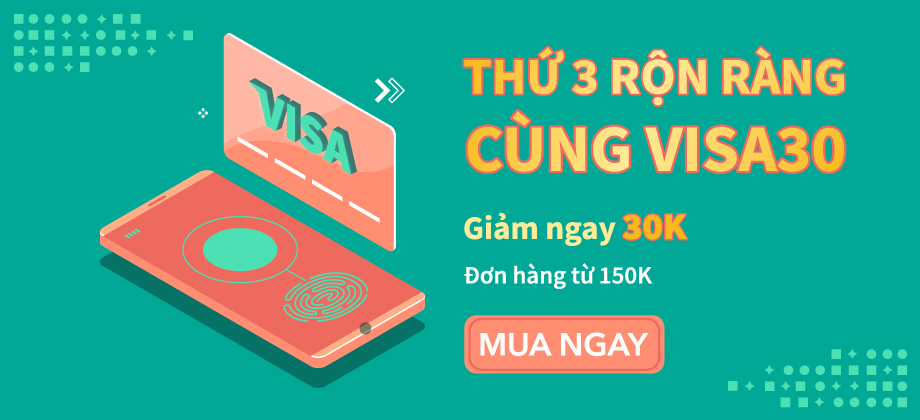 VISA
THỨ 3 RỘN RÀNG
CÙNG VISA30
Giảm ngay 30K
Đơn hàng từ 150K
MUA NGAY